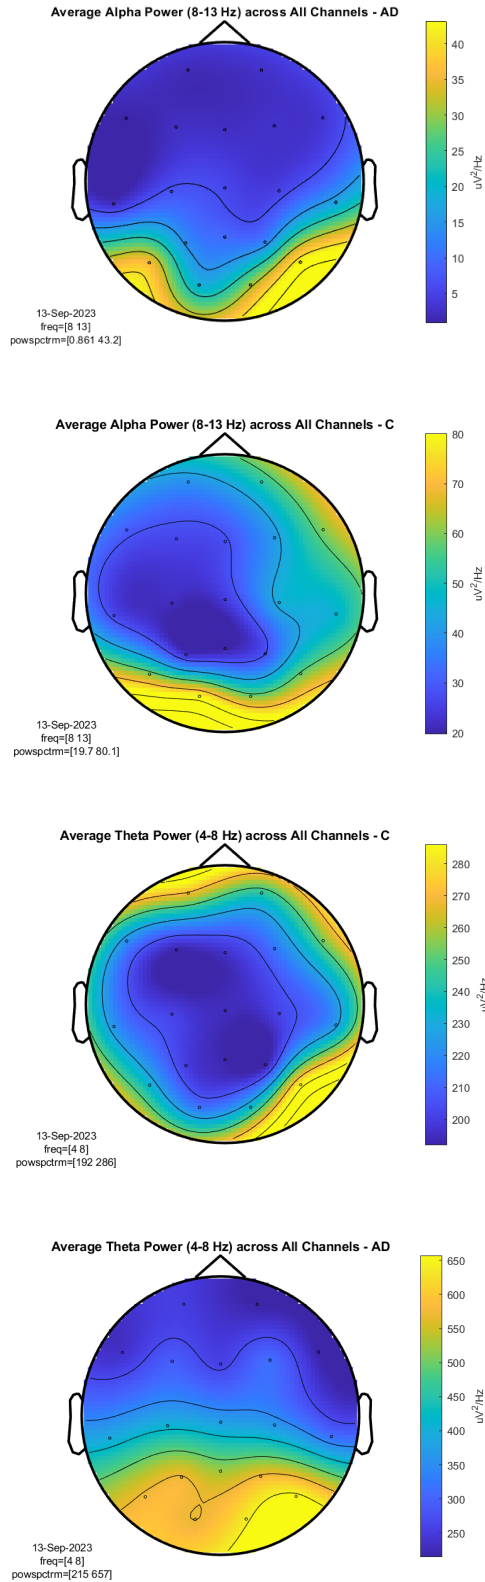 Average Alpha Power (8-13 Hz) across All Channels - AD
40
35
30
25
20
15
10
5
uV²/Hz
13-Sep-2023
freq=[8 13]
powspctrm=[0.861 43.2]
Average Alpha Power (8-13 Hz) across All Channels - C
80
70
60
50
40
30
20
uV²/Hz
13-Sep-2023
freq=[8 13]
powspctrm=[19.7 80.1]
Average Theta Power (4-8 Hz) across All Channels - C
280
270
260
250
240
230
220
210
200
uV²/Hz
13-Sep-2023
freq=[4 8]
powspctrm=[192 286]
Average Theta Power (4-8 Hz) across All Channels - AD
650
600
550
500
450
400
350
300
250
uV²/Hz
13-Sep-2023
freq=[4 8]
powspctrm=[215 657]